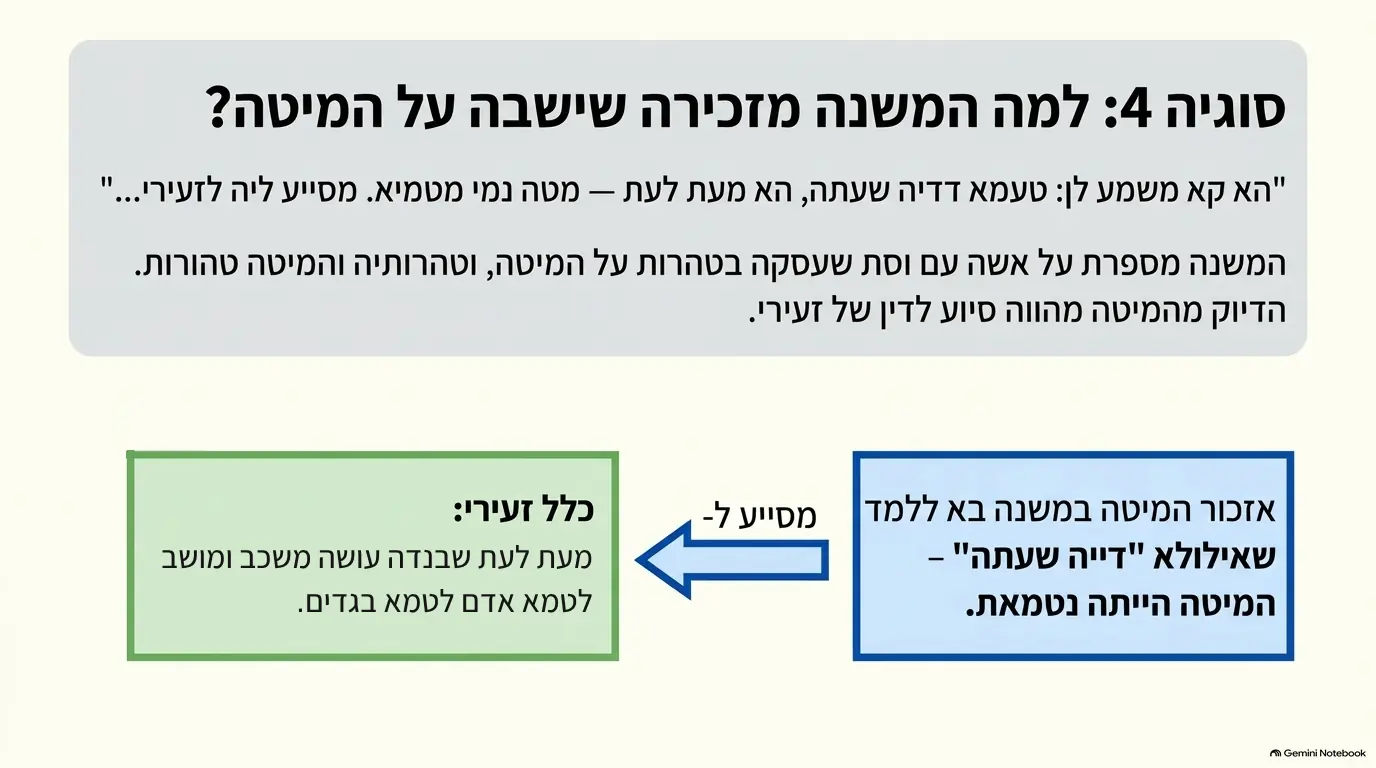 סוגיה 4: למה המשנה מזכירה שישבה על המיטה?
"הא קא משמע לן: טעמא דדיה שעתה, הא מעת לעת — מטה נמי מטמיא. מסייע ליה לזעירי..."
המשנה מספרת על אשה עם וסת שעסקה בטהרות על המיטה, וטהרותיה והמיטה טהורות.
הדיוק מהמיטה מהווה סיוע לדין של זעירי.
אזכור המיטה במשנה בא ללמד
שאילולא "דייה שעתה" –
המיטה הייתה נטמאת.
מסייע ל-
כלל זעירי:
מעת לעת שבנדה עושה משכב ומושב
לטמא אדם לטמא בגדים.
Gemini Notebook